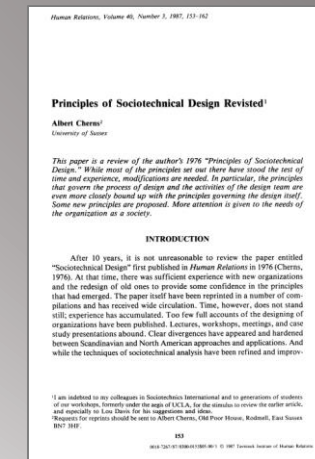 Human Relations, Volume 40, Number 3, 1987, 153-162
Principles of Sociotechnical Design Revisted¹
Albert Cherns²
University of Sussex
This paper is a review of the author's 1976 "Principles of Sociotechnical
Design." While most of the principles set out there have stood the test of
time and experience, modifications are needed. In particular, the principles
that govern the process of design and the activities of the design team are
even more closely bound up with the principles governing the design itself.
Some new principles are proposed. More attention is given to the needs of
the organization as a society.
INTRODUCTION
After 10 years, it is not unreasonable to review the paper entitled
"Sociotechnical Design" first published in Human Relations in 1976 (Cherns,
1976). At that time, there was sufficient experience with new organizations
and the redesign of old ones to provide some confidence in the principles
that had emerged. The paper itself have been reprinted in a number of com-
pilations and has received wide circulation. Time, however, does not stand
still; experience has accumulated. Too few full accounts of the designing of
organizations have been published. Lectures, workshops, meetings, and case
study presentations abound. Clear divergences have appeared and hardened
between Scandinavian and North American approaches and applications. And
while the techniques of sociotechnical analysis have been refined and improv-
¹I am indebted to my colleagues in Sociotechnics International and to generations of students
of our workshops, formerly under the aegis of UCLA, for the stimulus to review the earlier article,
and especially to Lou Davis for his suggestions and ideas.
²Requests for reprints should be sent to Albert Cherns, Old Poor House, Rodmell, East Sussex
BN7 3HF.
153
© 1987 Tavistock Institute of Human Relations